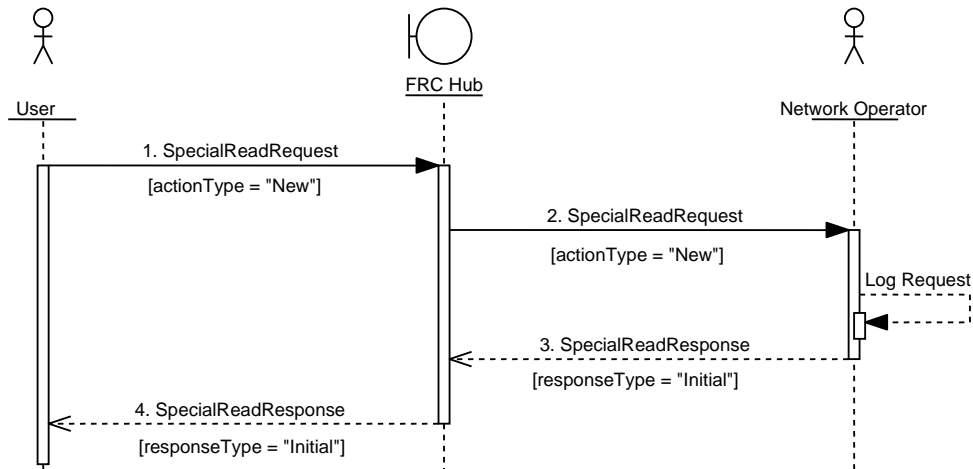 FRC Hub
User
Network Operator
1. SpecialReadRequest
[actionType = "New"]
2. SpecialReadRequest
[actionType = "New"]
Log Request
3. SpecialReadResponse
[responseType = "Initial"]
4. SpecialReadResponse
[responseType = "Initial"]